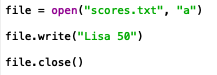 file = open("scores.txt", "a")
file.write("Lisa 50")
file.close()